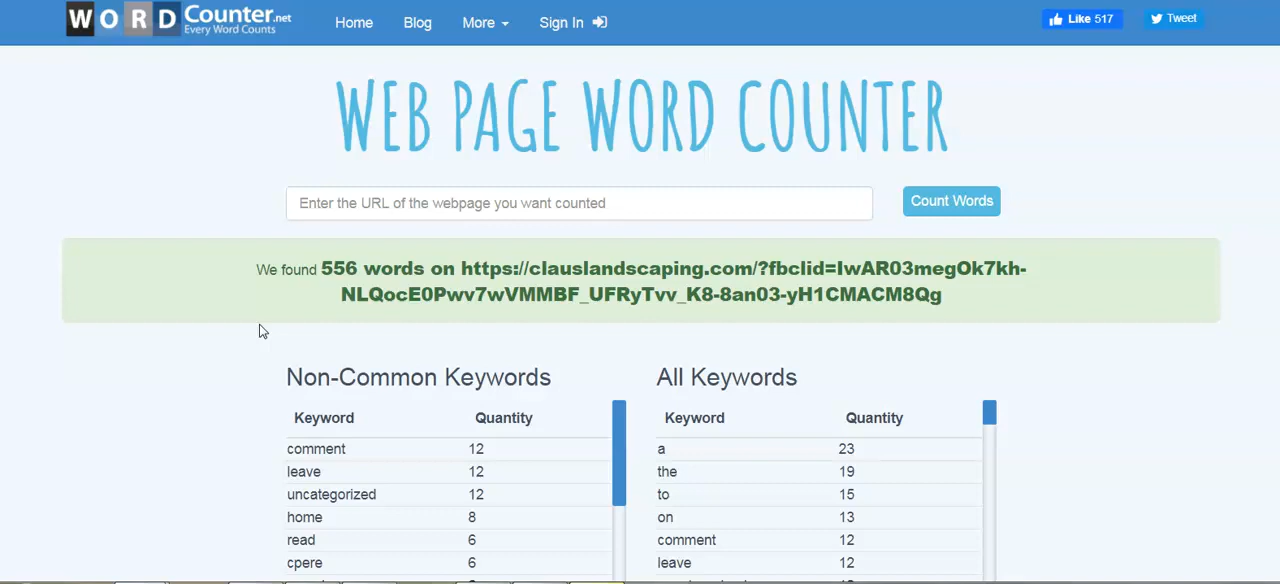 WORD Counter.net
Every Word Counts
Home Blog More Sign In
Like 517 Tweet
WEB PAGE WORD COUNTER
Enter the URL of the webpage you want counted
Count Words
We found 556 words on https://clauslandscaping.com/?fbclid=IwAR03megOk7kh-
NLQocE0Pwv7wVMMBF_UFRyTvv_K8-8an03-yH1CMACM8Qg
Non-Common Keywords
Keyword Quantity
comment 12
leave 12
uncategorized 12
home 8
read 6
cpere 6
All Keywords
Keyword Quantity
a 23
the 19
to 15
on 13
comment 12
leave 12